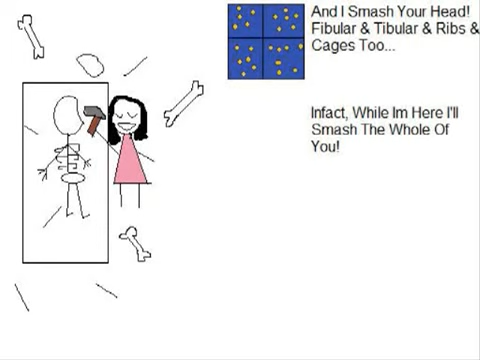 And I Smash Your Head!
Fibular & Tibular & Ribs &
Cages Too...
Infact, While Im Here I'll
Smash The Whole Of
You!